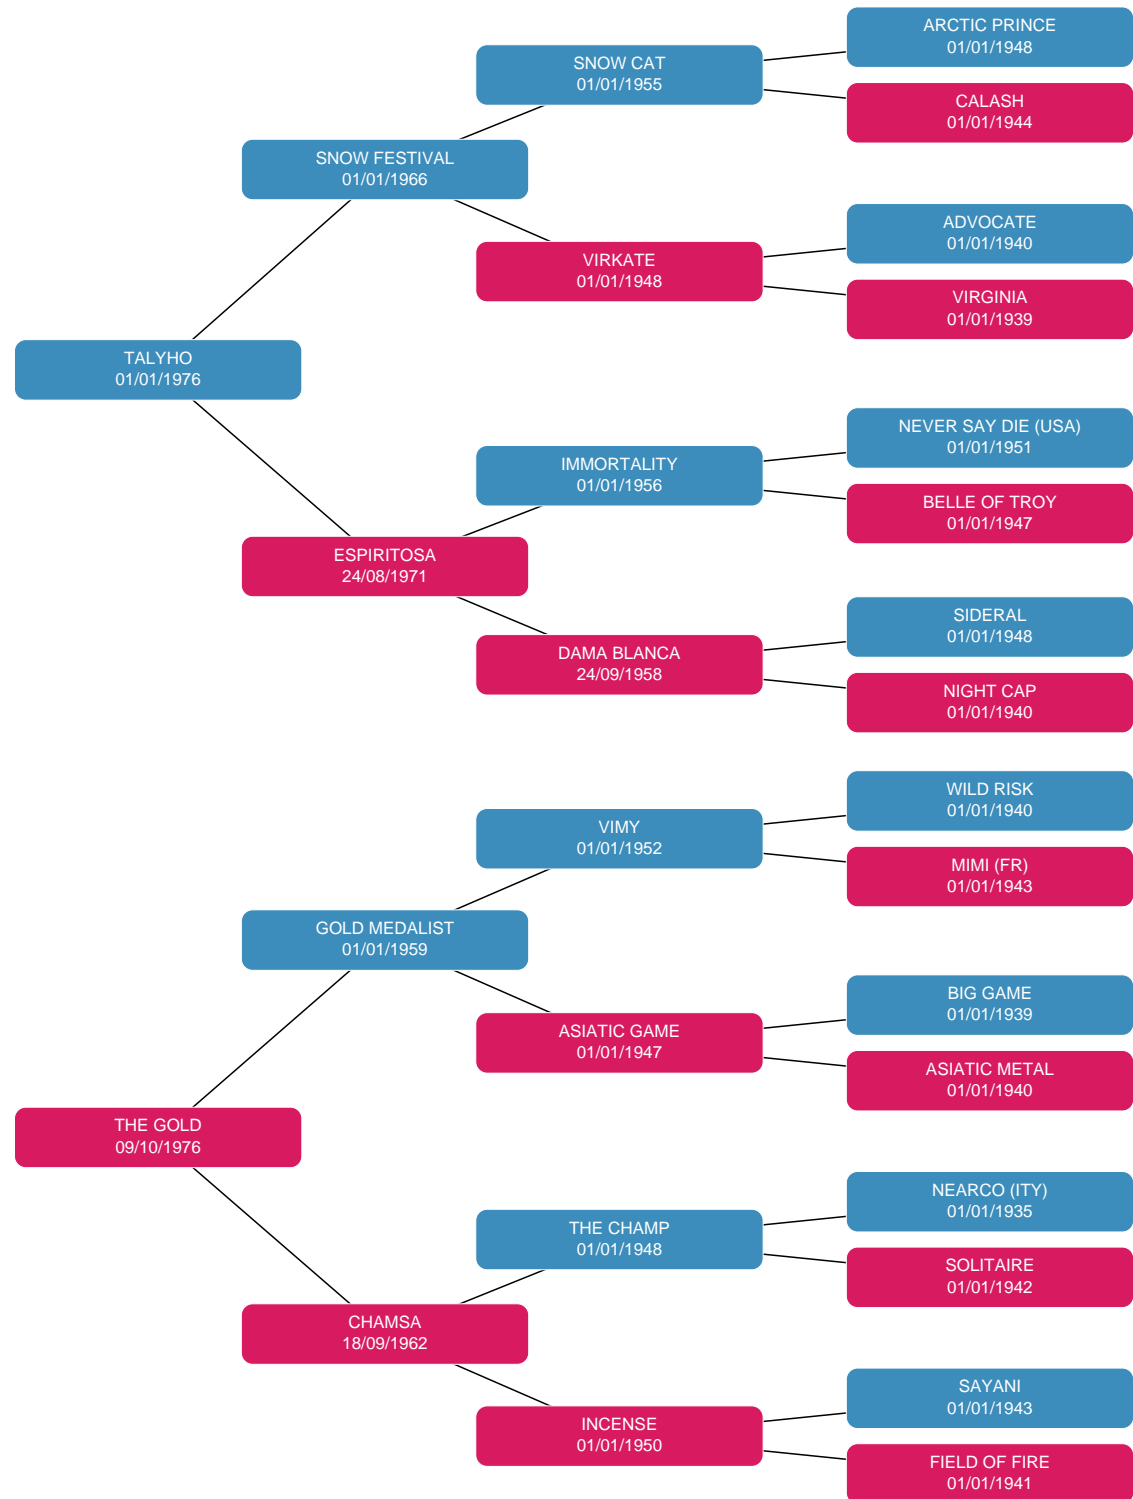 ARCTIC PRINCE
01/01/1948
SNOW CAT
01/01/1955
CALASH
01/01/1944
SNOW FESTIVAL
01/01/1966
ADVOCATE
01/01/1940
VIRKATE
01/01/1948
VIRGINIA
01/01/1939
TALYHO
01/01/1976
NEVER SAY DIE (USA)
01/01/1951
IMMORTALITY
01/01/1956
BELLE OF TROY
01/01/1947
ESPIRITOSA
24/08/1971
SIDERAL
01/01/1948
DAMA BLANCA
24/09/1958
NIGHT CAP
01/01/1940
WILD RISK
01/01/1940
VIMY
01/01/1952
MIMI (FR)
01/01/1943
GOLD MEDALIST
01/01/1959
BIG GAME
01/01/1939
ASIATIC GAME
01/01/1947
ASIATIC METAL
01/01/1940
THE GOLD
09/10/1976
NEARCO (ITY)
01/01/1935
THE CHAMP
01/01/1948
SOLITAIRE
01/01/1942
CHAMSA
18/09/1962
SAYANI
01/01/1943
INCENSE
01/01/1950
FIELD OF FIRE
01/01/1941